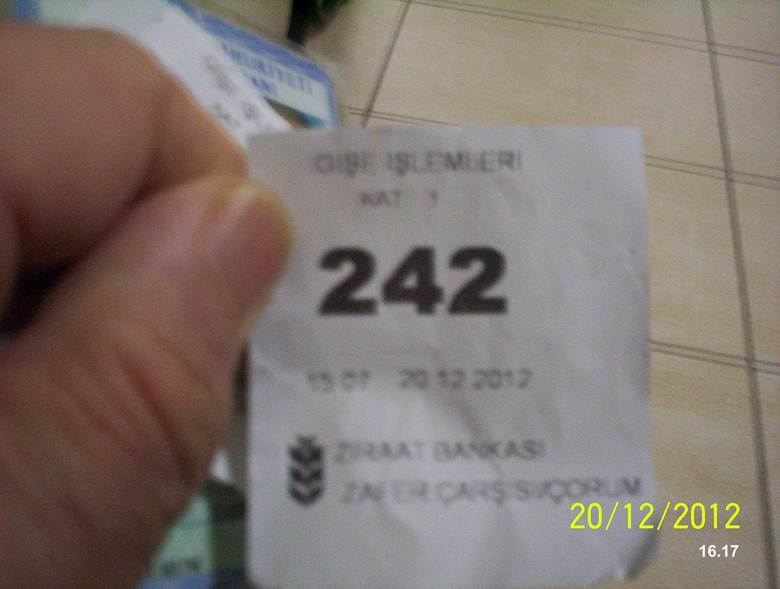 GİŞE İŞLEMLERİ
KAT 1
242
15 07 20 12 2012
ZİRAAT BANKASI
ZAFER ÇARŞISI/ÇORUM
20/12/2012
16.17